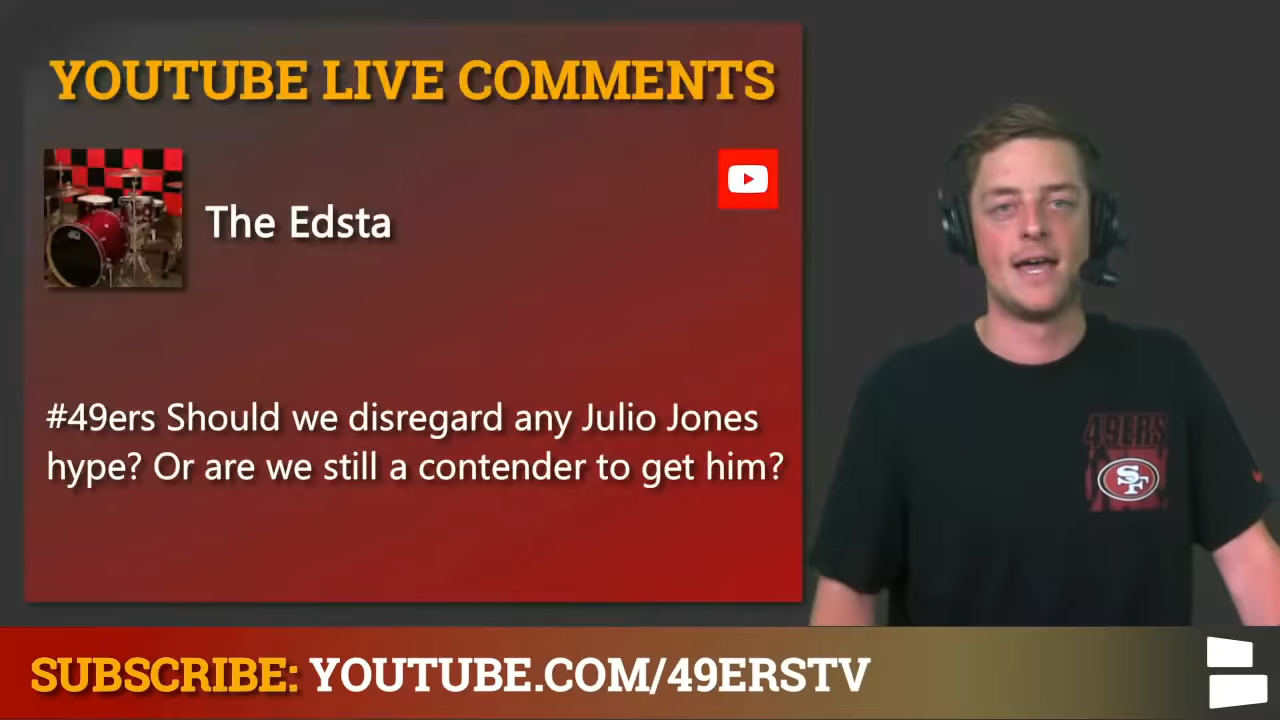 YOUTUBE LIVE COMMENTS
The Edsta
#49ers Should we disregard any Julio Jones
hype? Or are we still a contender to get him?
49ERS
SF
SUBSCRIBE: YOUTUBE.COM/49ERSTV